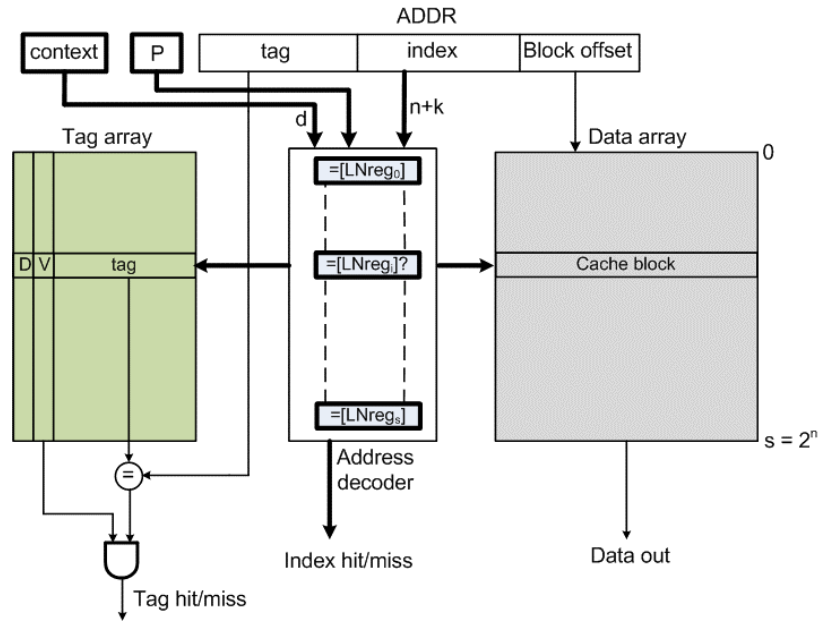 ADDR
context
P
tag
index
Block offset
d
n+k
Tag array
Data array
0
=[LNreg₀]
D
V
tag
=[LNregᵢ]?
Cache block
=[LNregₛ]
s = 2ⁿ
=
Address
decoder
Index hit/miss
Data out
Tag hit/miss